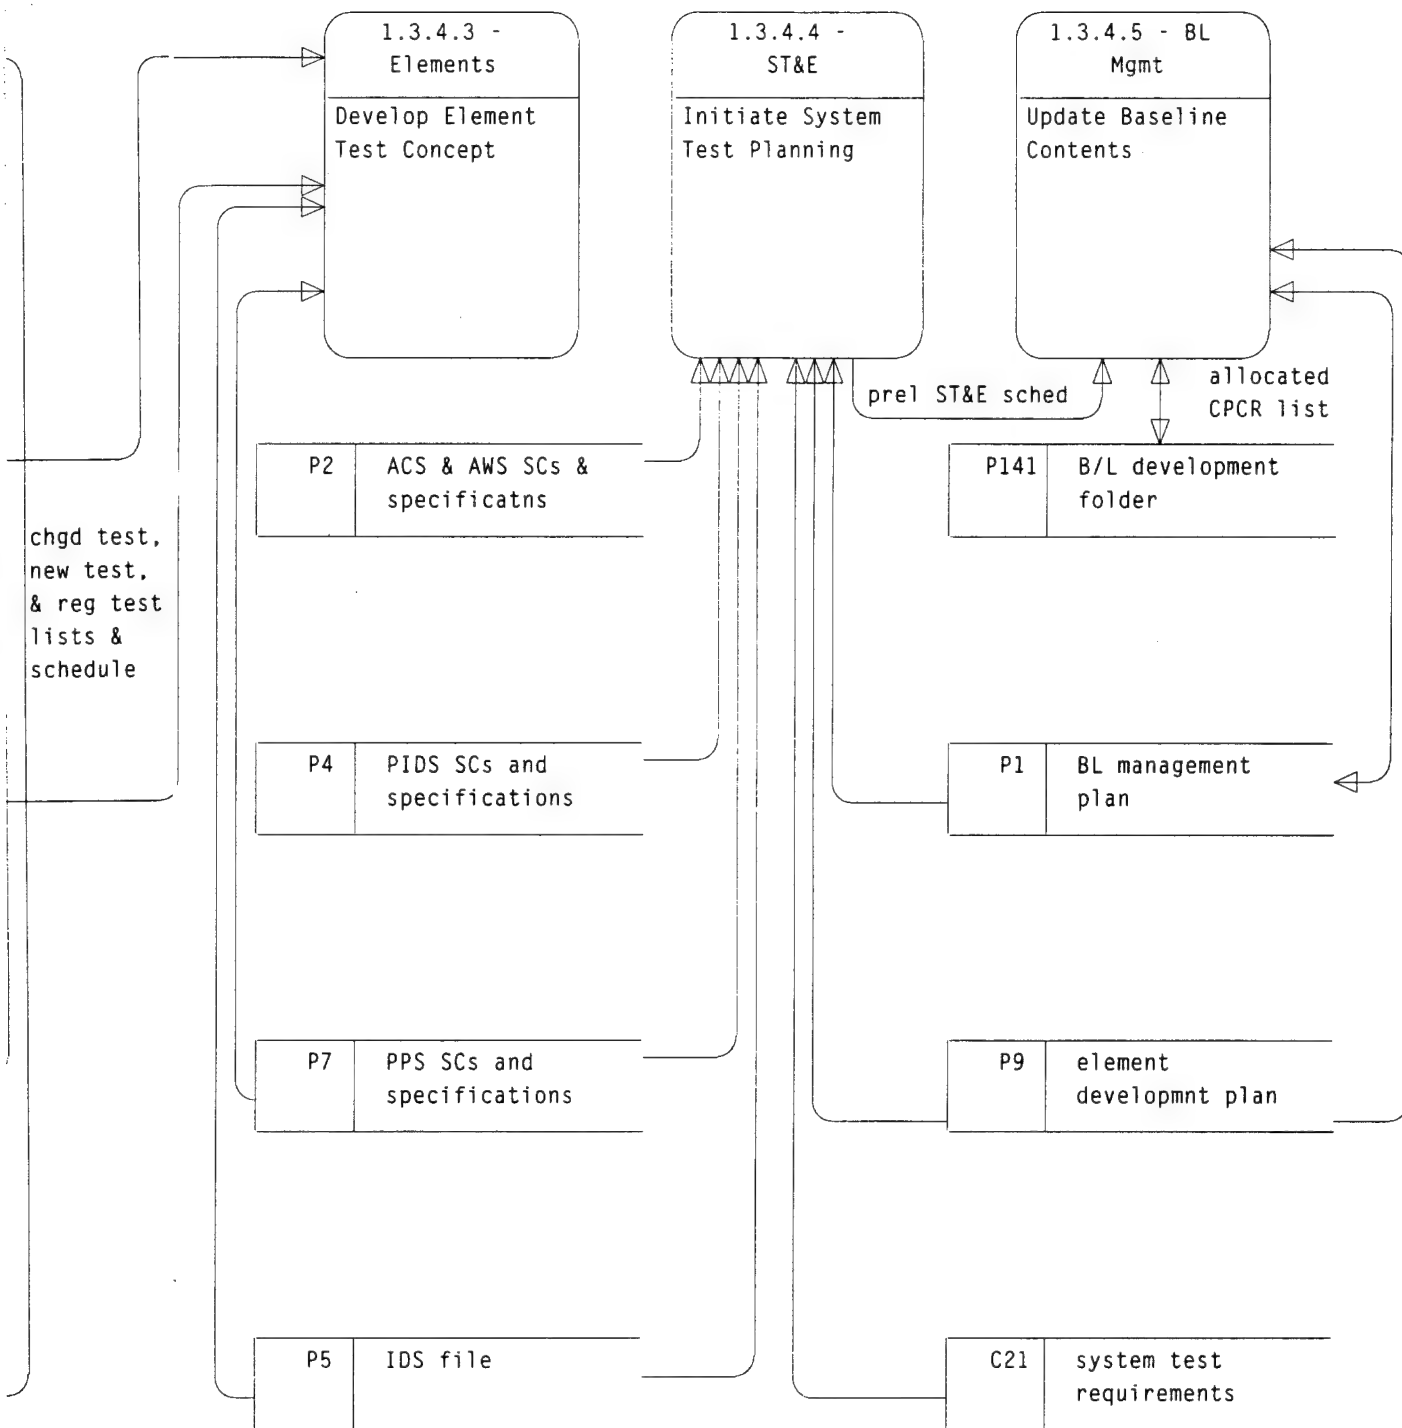 1.3.4.3 -
Elements
Develop Element
Test Concept
1.3.4.4 -
ST&E
Initiate System
Test Planning
1.3.4.5 - BL
Mgmt
Update Baseline
Contents
prel ST&E sched
allocated
CPCR list
P2
ACS & AWS SCs &
specificatns
P141
B/L development
folder
chgd test,
new test,
& reg test
lists &
schedule
P4
PIDS SCs and
specifications
P1
BL management
plan
P7
PPS SCs and
specifications
P9
element
developmnt plan
P5
IDS file
C21
system test
requirements